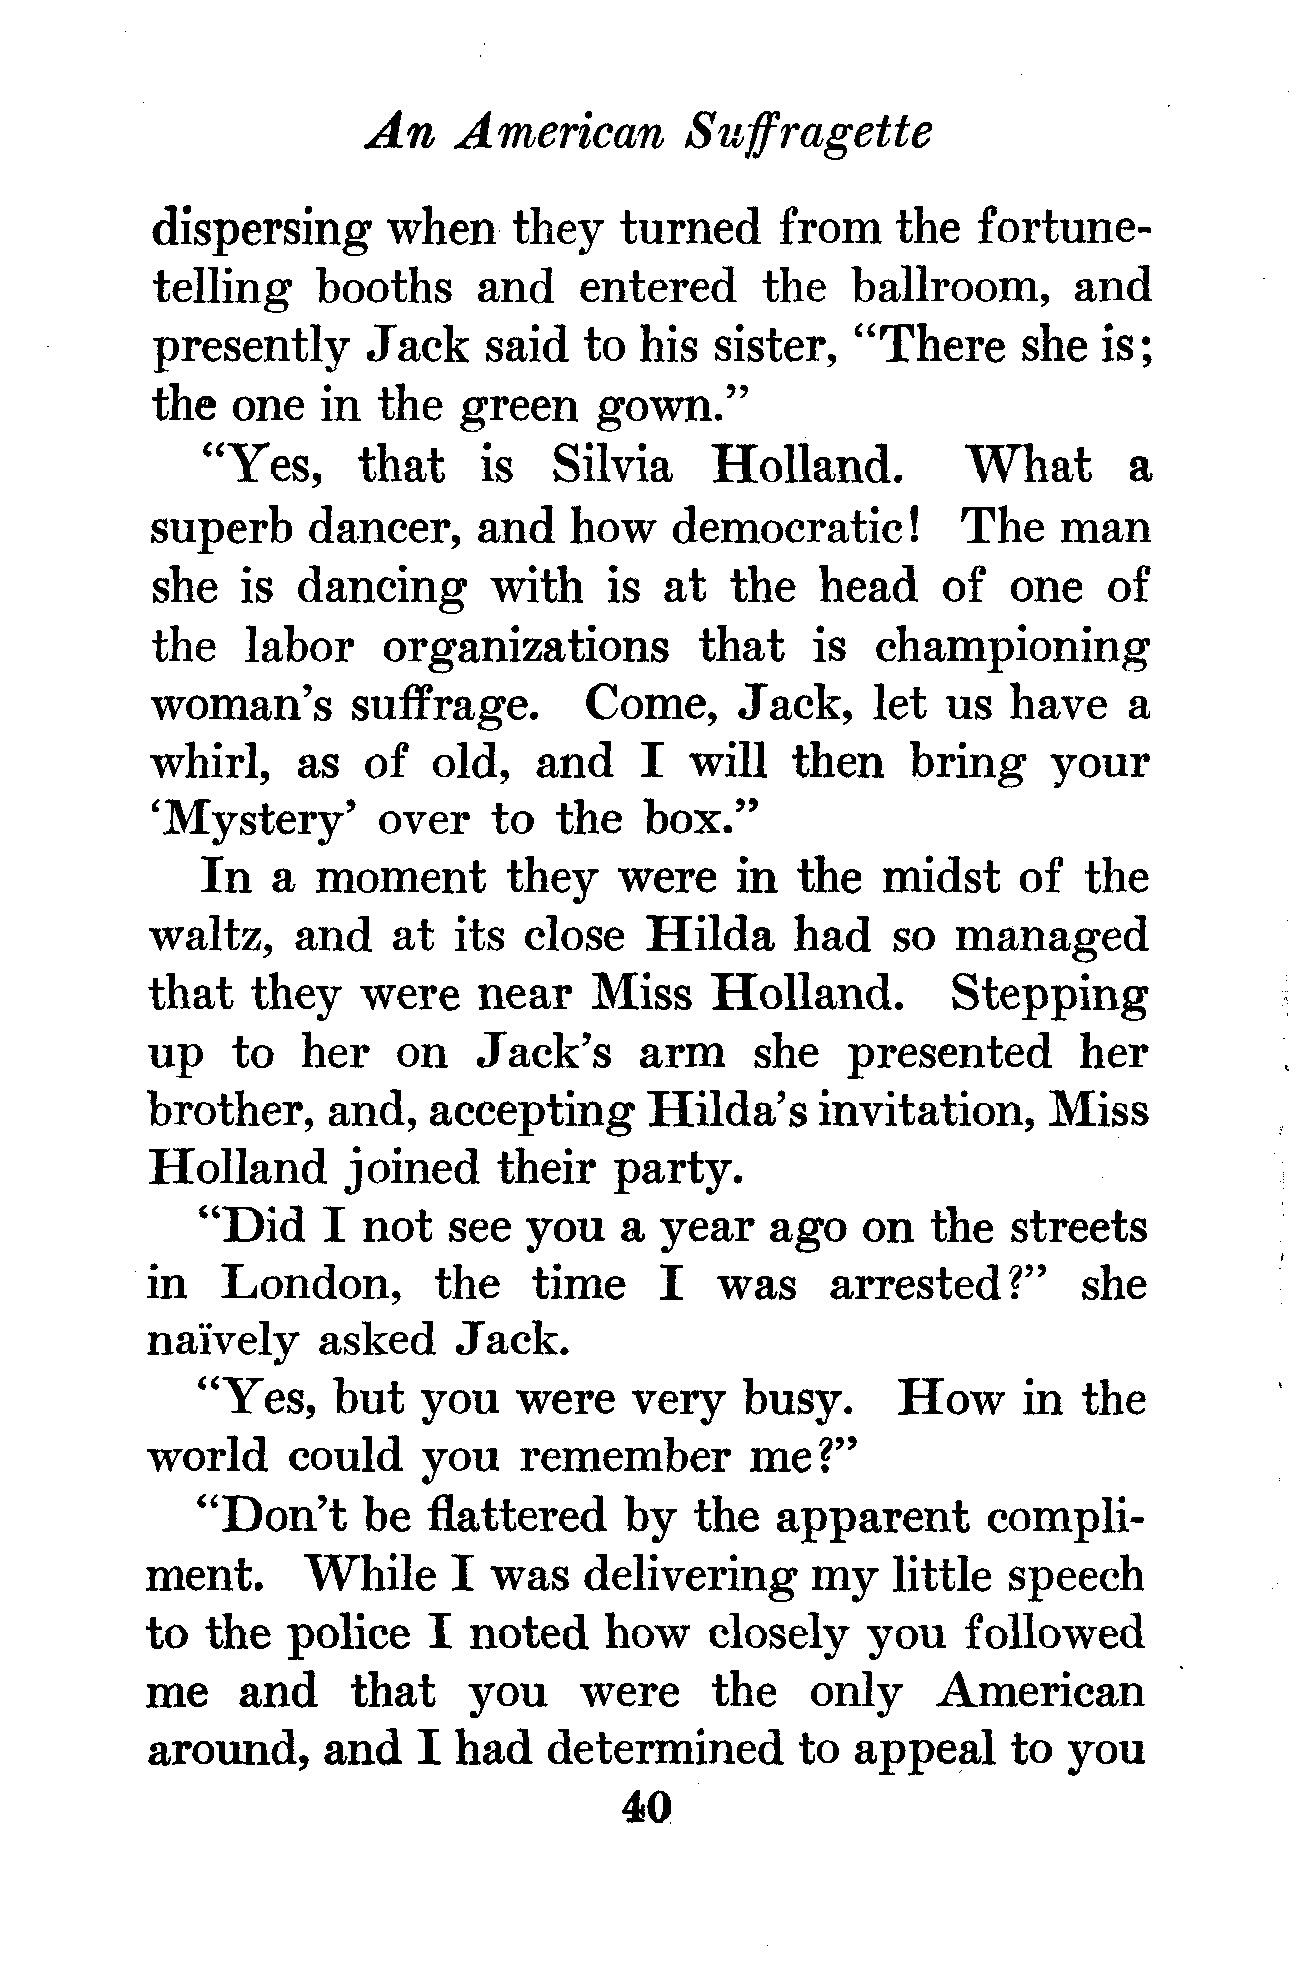 An American Suffragette
dispersing when they turned from the fortune-
telling booths and entered the ballroom, and
presently Jack said to his sister, “There she is;
the one in the green gown.”
“Yes, that is Silvia Holland. What a
superb dancer, and how democratic! The man
she is dancing with is at the head of one of
the labor organizations that is championing
woman’s suffrage. Come, Jack, let us have a
whirl, as of old, and I will then bring your
‘Mystery’ over to the box.”
In a moment they were in the midst of the
waltz, and at its close Hilda had so managed
that they were near Miss Holland. Stepping
up to her on Jack’s arm she presented her
brother, and, accepting Hilda’s invitation, Miss
Holland joined their party.
“Did I not see you a year ago on the streets
in London, the time I was arrested?” she
naïvely asked Jack.
“Yes, but you were very busy. How in the
world could you remember me?”
“Don’t be flattered by the apparent compli-
ment. While I was delivering my little speech
to the police I noted how closely you followed
me and that you were the only American
around, and I had determined to appeal to you
40